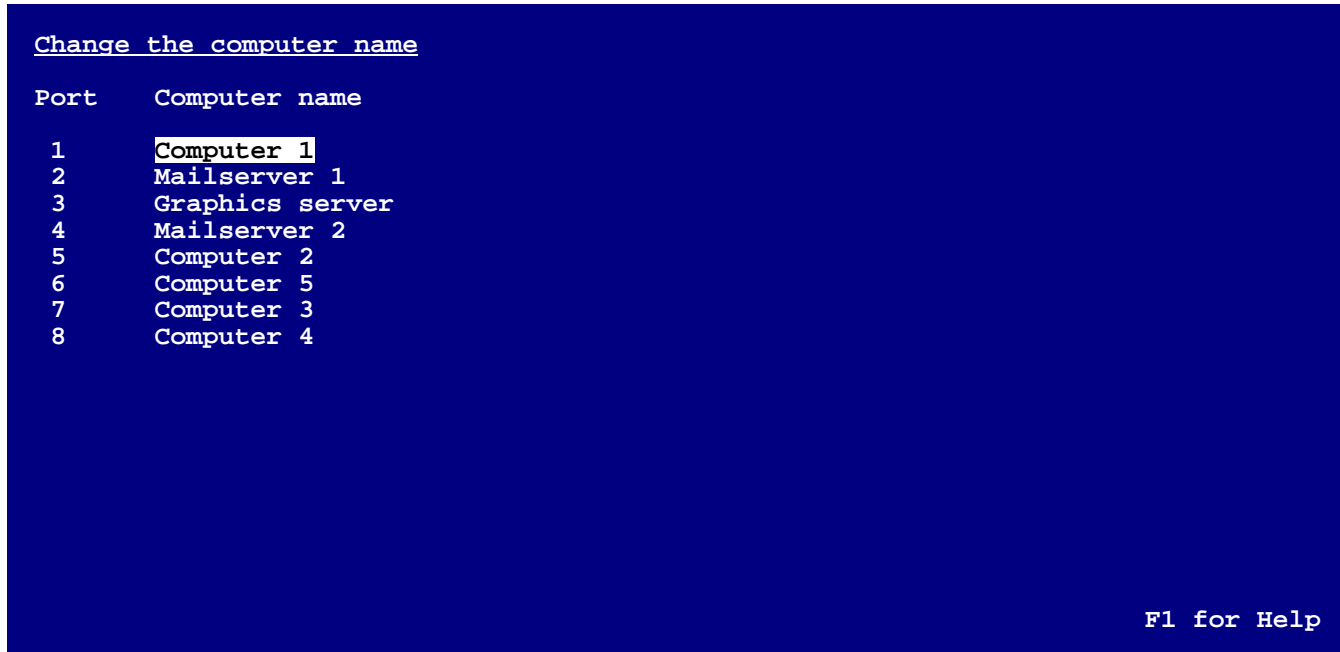 Change the computer name
Port Computer name
1 Computer 1
2 Mailserver 1
3 Graphics server
4 Mailserver 2
5 Computer 2
6 Computer 5
7 Computer 3
8 Computer 4
F1 for Help